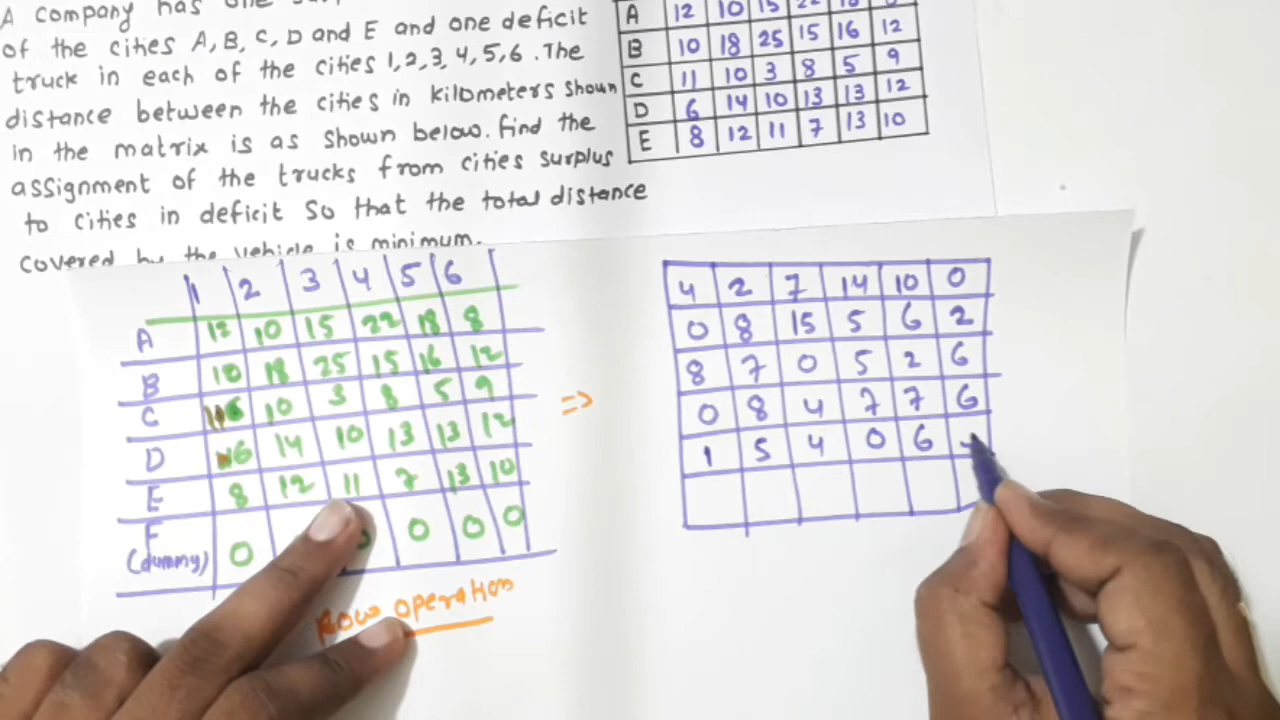 A company has one
of the cities A, B, C, D and E and one deficit
truck in each of the cities 1, 2, 3, 4, 5, 6. The
distance between the cities in kilometers shown
in the matrix is as shown below. find the
assignment of the trucks from cities surplus
to cities in deficit so that the total distance
covered by the vehicle is minimum.
A 12 10 15 22 18
B 10 18 25 15 16 12
C 11 10 3 8 5 9
D 6 14 10 13 13 12
E 8 12 11 7 13 10
1 2 3 4 5 6
A 12 10 15 22 18 8
B 10 18 25 15 16 12
C 10 3 8 5 9
D 16 14 10 13 13 12
E 8 12 11 7 13 10
F 0 0 0 0
(dummy)
Row operation
=>
4 2 7 14 10 0
0 8 15 5 6 2
8 7 0 5 2 6
0 8 4 7 7 6
1 5 4 0 6